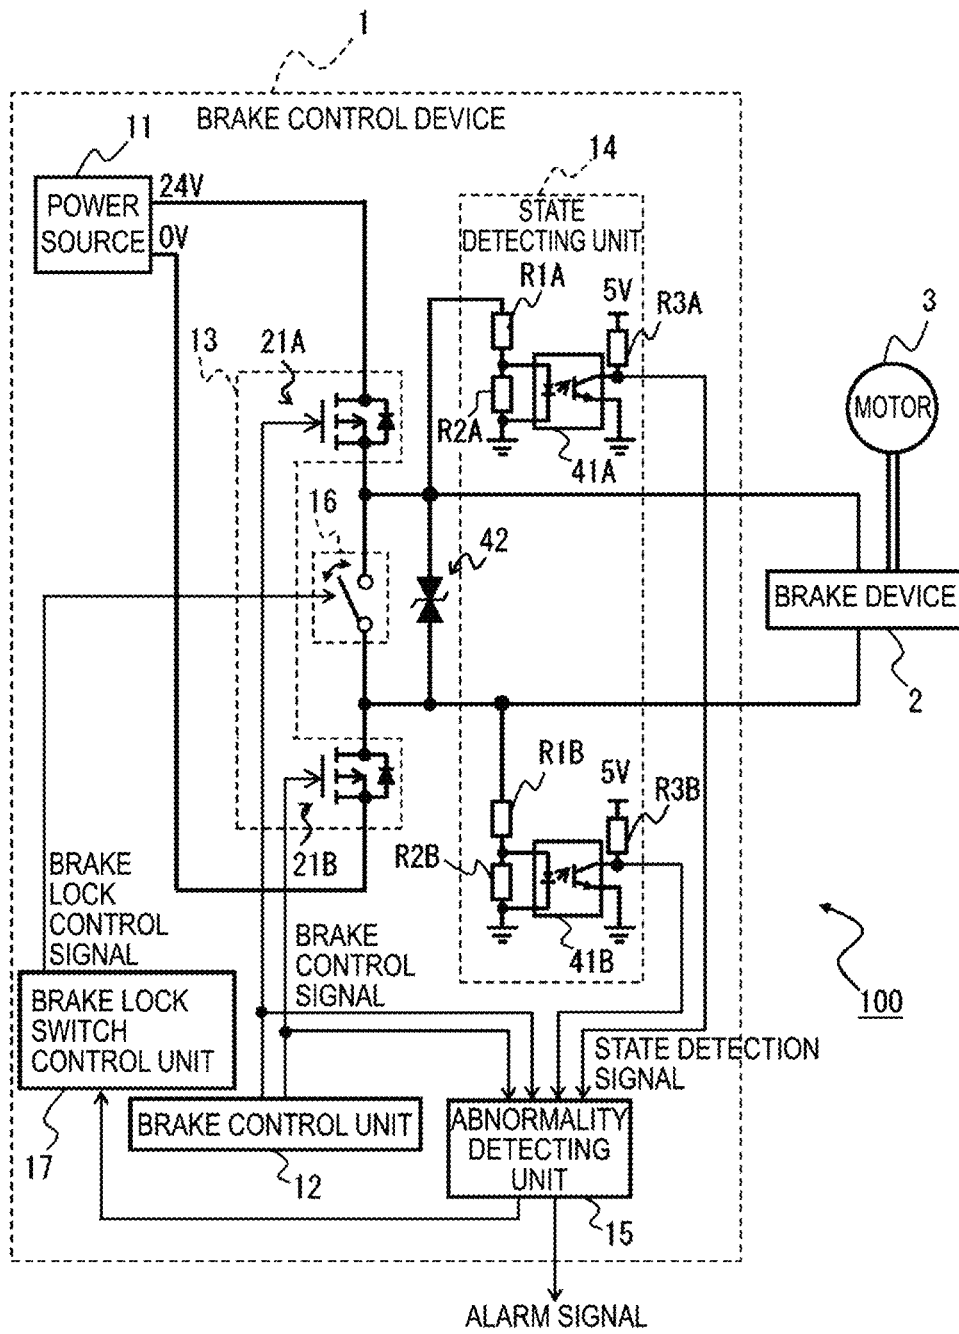 1
BRAKE CONTROL DEVICE
11
14
POWER
SOURCE
24V
0V
STATE
DETECTING UNIT
R1A
5V
R3A
3
13
21A
MOTOR
R2A
41A
16
42
BRAKE DEVICE
2
R1B
5V
R3B
21B
R2B
BRAKE
LOCK
CONTROL
SIGNAL
41B
BRAKE
CONTROL
SIGNAL
100
BRAKE LOCK
SWITCH
CONTROL UNIT
STATE DETECTION
SIGNAL
BRAKE CONTROL UNIT
ABNORMALITY
DETECTING
UNIT
17
12
15
ALARM SIGNAL